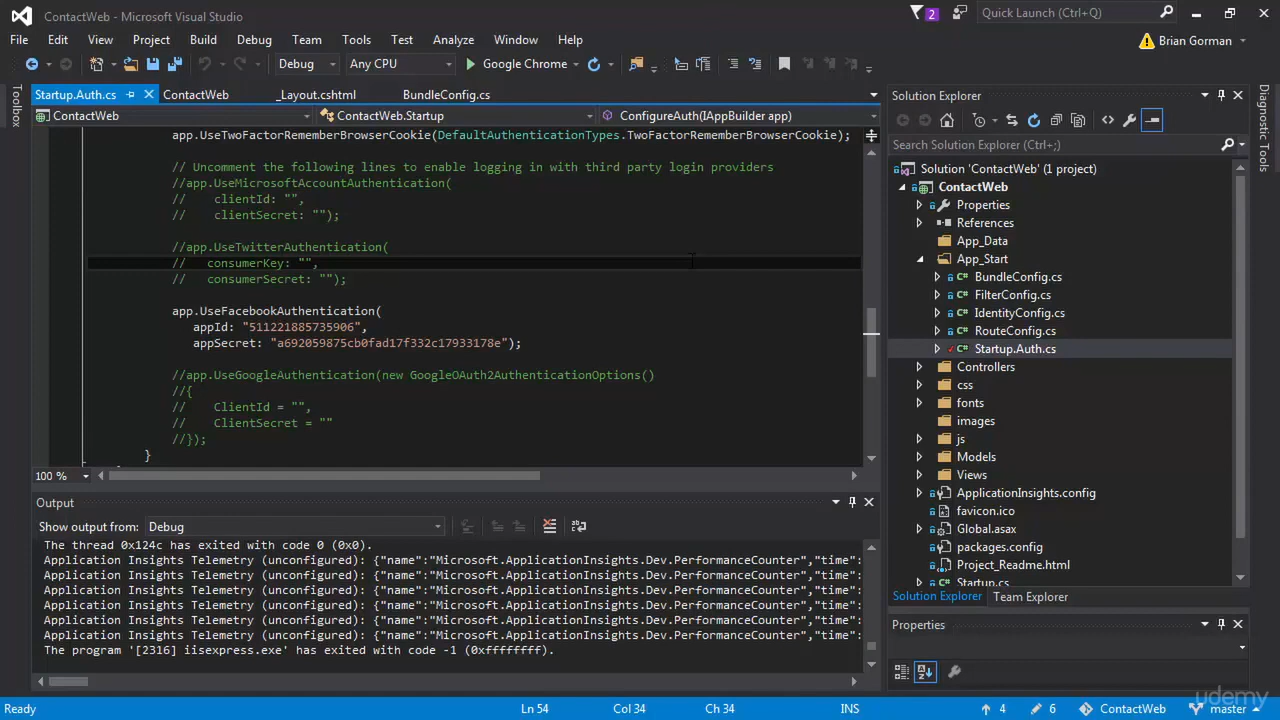 ContactWeb - Microsoft Visual Studio
2
Quick Launch (Ctrl+Q)
File Edit View Project Build Debug Team Tools Test Analyze Window Help
Brian Gorman
Debug Any CPU Google Chrome
Toolbox
Startup.Auth.cs ContactWeb _Layout.cshtml BundleConfig.cs
ContactWeb ContactWeb.Startup ConfigureAuth(IAppBuilder app)
app.UseTwoFactorRememberBrowserCookie(DefaultAuthenticationTypes.TwoFactorRememberBrowserCookie);
// Uncomment the following lines to enable logging in with third party login providers
//app.UseMicrosoftAccountAuthentication(
//    clientId: "",
//    clientSecret: "");
//app.UseTwitterAuthentication(
//   consumerKey: "",
//   consumerSecret: "");
app.UseFacebookAuthentication(
   appId: "511221885735906",
   appSecret: "a692059875cb0fad17f332c17933178e");
//app.UseGoogleAuthentication(new GoogleOAuth2AuthenticationOptions()
//{
//    ClientId = "",
//    ClientSecret = ""
//});
}
100 %
Output
Show output from: Debug
The thread 0x124c has exited with code 0 (0x0).
Application Insights Telemetry (unconfigured): {"name":"Microsoft.ApplicationInsights.Dev.PerformanceCounter","time":
Application Insights Telemetry (unconfigured): {"name":"Microsoft.ApplicationInsights.Dev.PerformanceCounter","time":
Application Insights Telemetry (unconfigured): {"name":"Microsoft.ApplicationInsights.Dev.PerformanceCounter","time":
Application Insights Telemetry (unconfigured): {"name":"Microsoft.ApplicationInsights.Dev.PerformanceCounter","time":
Application Insights Telemetry (unconfigured): {"name":"Microsoft.ApplicationInsights.Dev.PerformanceCounter","time":
Application Insights Telemetry (unconfigured): {"name":"Microsoft.ApplicationInsights.Dev.PerformanceCounter","time":
The program '[2316] iisexpress.exe' has exited with code -1 (0xffffffff).
Solution Explorer
Search Solution Explorer (Ctrl+;)
Solution 'ContactWeb' (1 project)
ContactWeb
Properties
References
App_Data
App_Start
BundleConfig.cs
FilterConfig.cs
IdentityConfig.cs
RouteConfig.cs
Startup.Auth.cs
Controllers
css
fonts
images
js
Models
Views
ApplicationInsights.config
favicon.ico
Global.asax
packages.config
Project_Readme.html
Startup.cs
Solution Explorer Team Explorer
Properties
Diagnostic Tools
Ready Ln 54 Col 34 Ch 34 INS 4 6 ContactWeb master
udemy